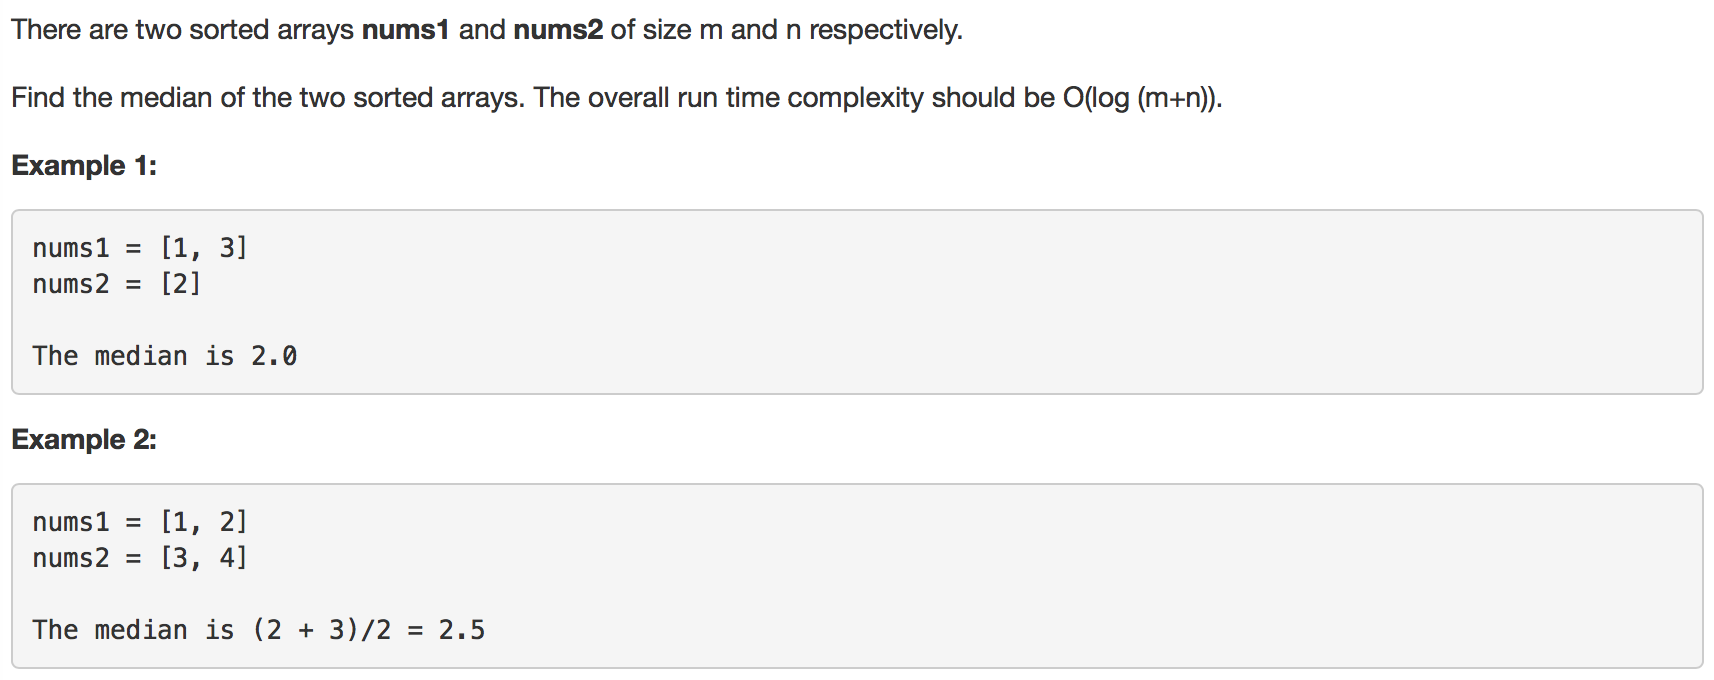 There are two sorted arrays nums1 and nums2 of size m and n respectively.
Find the median of the two sorted arrays. The overall run time complexity should be O(log (m+n)).
Example 1:
nums1 = [1, 3]
nums2 = [2]
The median is 2.0
Example 2:
nums1 = [1, 2]
nums2 = [3, 4]
The median is (2 + 3)/2 = 2.5